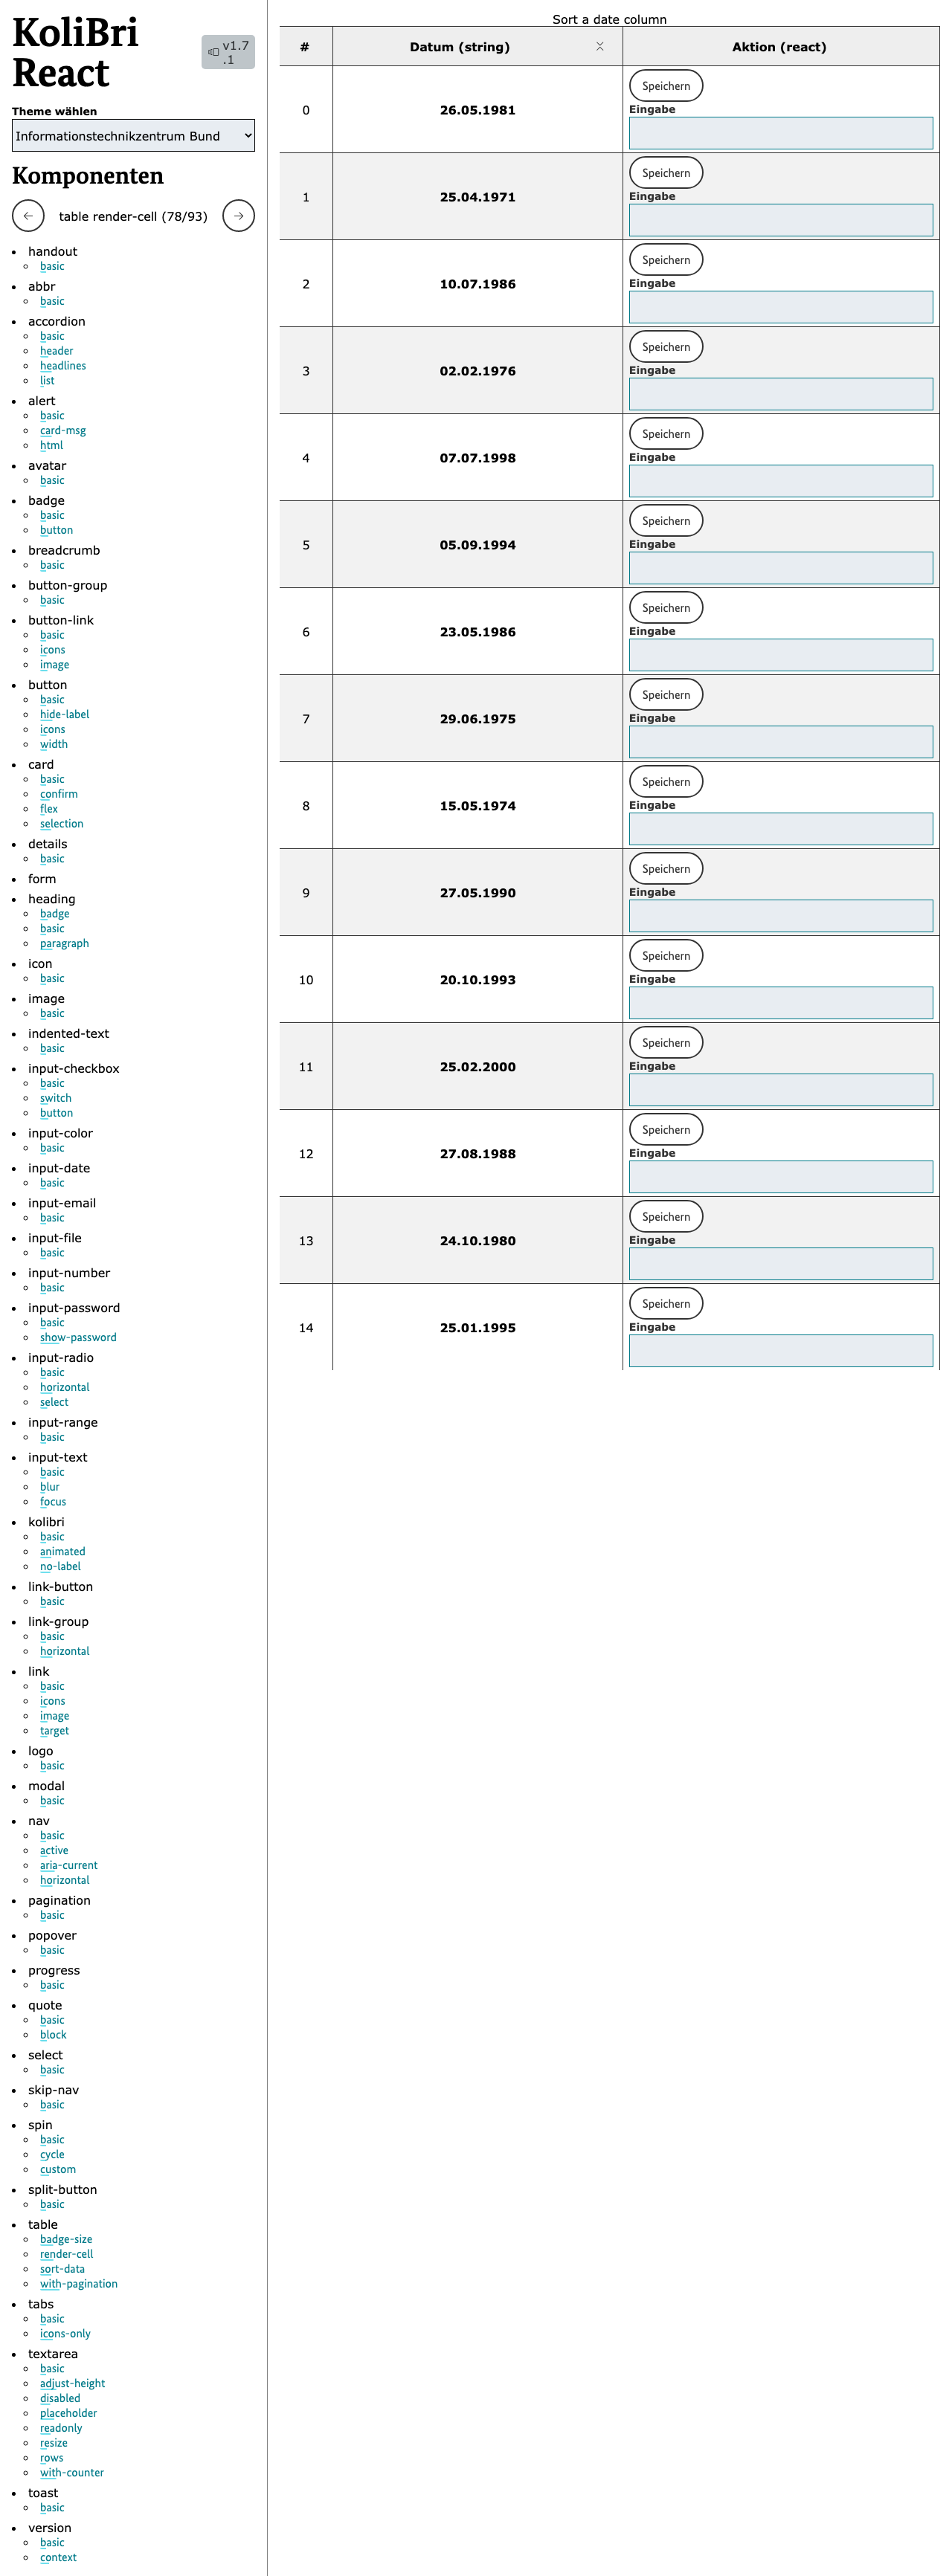 KoliBri
React
v1.7
.1
Theme wählen
Informationstechnikzentrum Bund
Komponenten
table render-cell (78/93)
handout
basic
abbr
basic
accordion
basic
header
headlines
list
alert
basic
card-msg
html
avatar
basic
badge
basic
button
breadcrumb
basic
button-group
basic
button-link
basic
icons
image
button
basic
hide-label
icons
width
card
basic
confirm
flex
selection
details
basic
form
heading
badge
basic
paragraph
icon
basic
image
basic
indented-text
basic
input-checkbox
basic
switch
button
input-color
basic
input-date
basic
input-email
basic
input-file
basic
input-number
basic
input-password
basic
show-password
input-radio
basic
horizontal
select
input-range
basic
input-text
basic
blur
focus
kolibri
basic
animated
no-label
link-button
basic
link-group
basic
horizontal
link
basic
icons
image
target
logo
basic
modal
basic
nav
basic
active
aria-current
horizontal
pagination
basic
popover
basic
progress
basic
quote
basic
block
select
basic
skip-nav
basic
spin
basic
cycle
custom
split-button
basic
table
badge-size
render-cell
sort-data
with-pagination
tabs
basic
icons-only
textarea
basic
adjust-height
disabled
placeholder
readonly
resize
rows
with-counter
toast
basic
version
basic
context
Sort a date column
# Datum (string) Aktion (react)
Speichern
Eingabe
0 26.05.1981
Speichern
Eingabe
1 25.04.1971
Speichern
Eingabe
2 10.07.1986
Speichern
Eingabe
3 02.02.1976
Speichern
Eingabe
4 07.07.1998
Speichern
Eingabe
5 05.09.1994
Speichern
Eingabe
6 23.05.1986
Speichern
Eingabe
7 29.06.1975
Speichern
Eingabe
8 15.05.1974
Speichern
Eingabe
9 27.05.1990
Speichern
Eingabe
10 20.10.1993
Speichern
Eingabe
11 25.02.2000
Speichern
Eingabe
12 27.08.1988
Speichern
Eingabe
13 24.10.1980
Speichern
Eingabe
14 25.01.1995